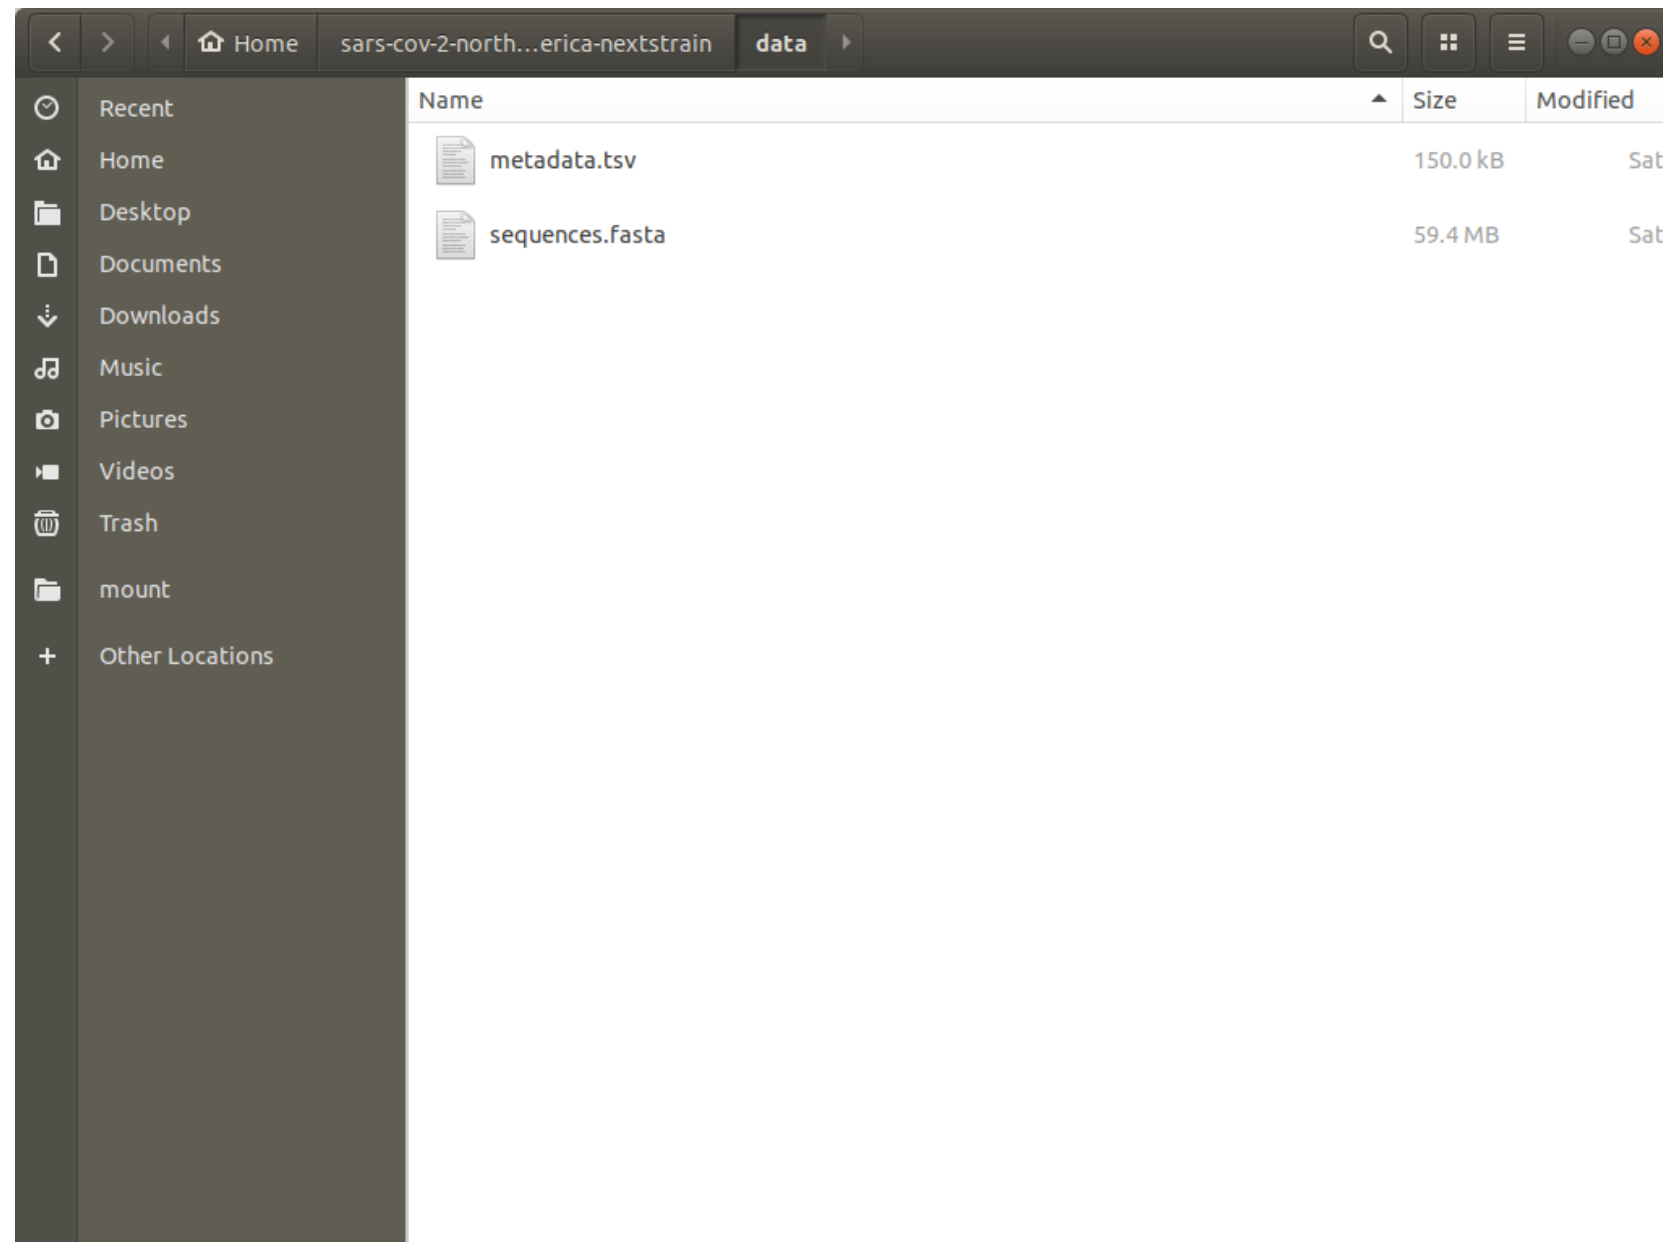 Home sars-cov-2-north...erica-nextstrain data
Recent
Home
Desktop
Documents
Downloads
Music
Pictures
Videos
Trash
mount
Other Locations
Name Size Modified
metadata.tsv 150.0 kB Sat
sequences.fasta 59.4 MB Sat